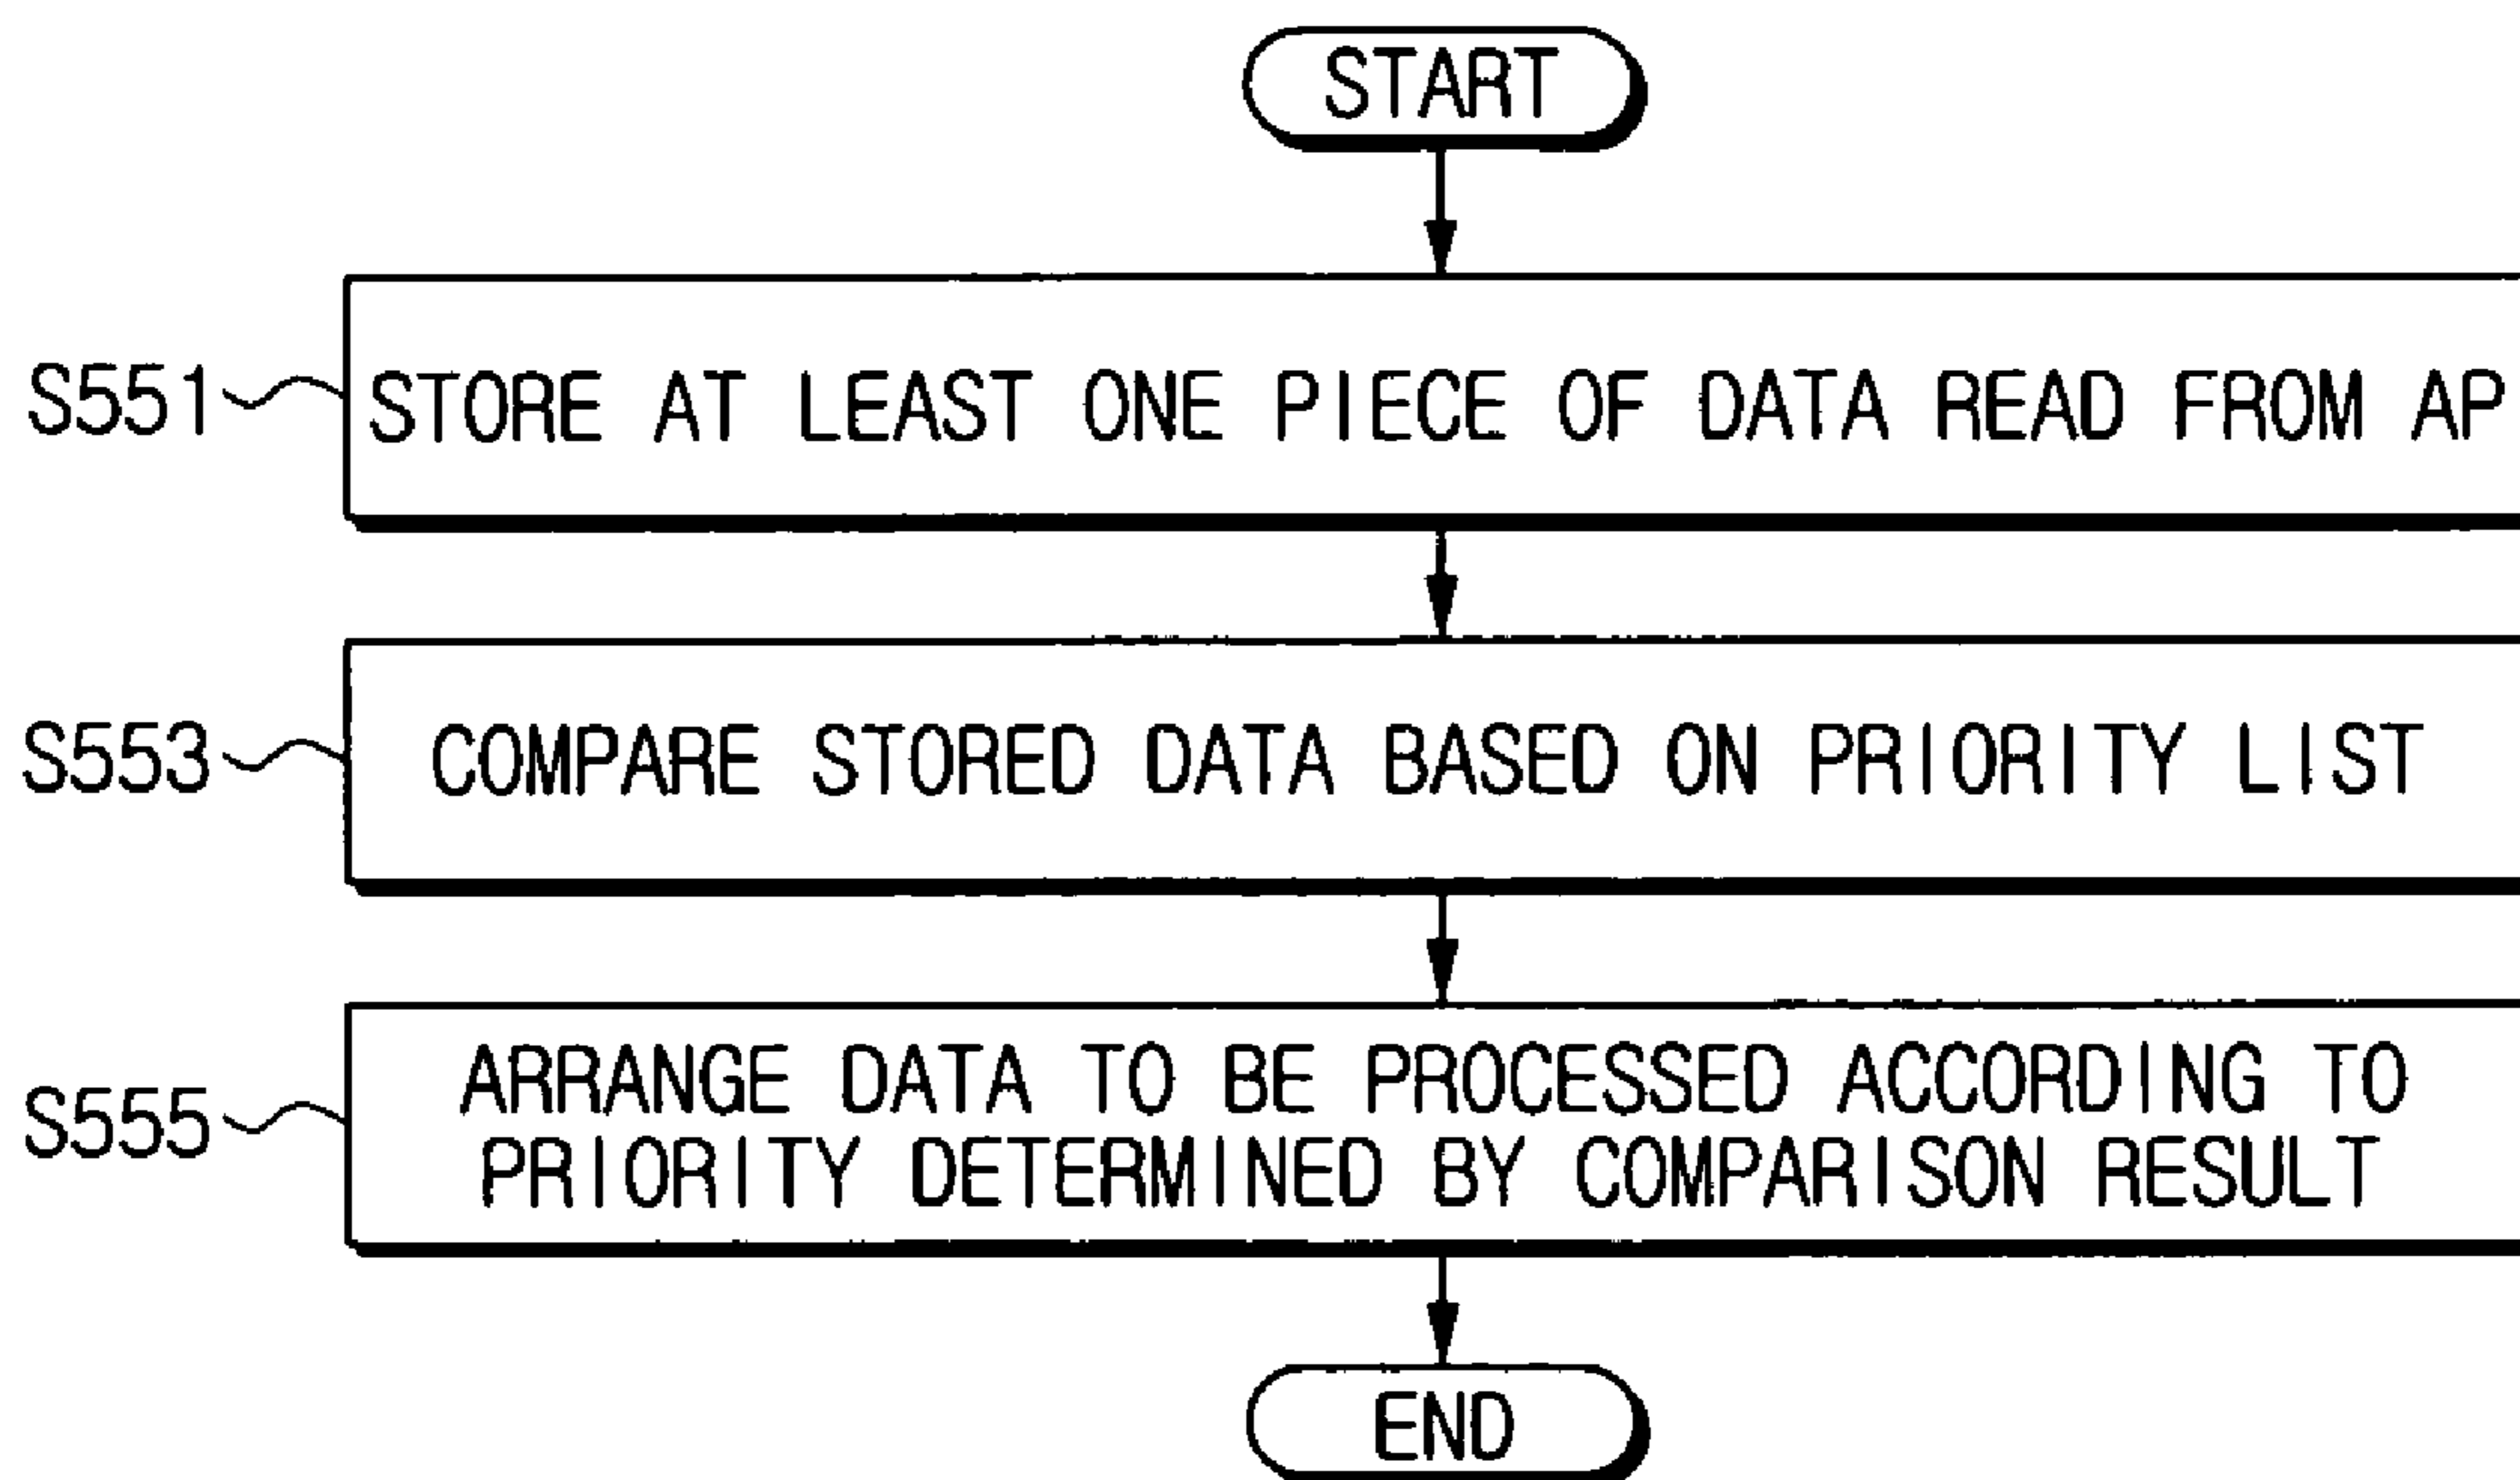 START
S551
STORE AT LEAST ONE PIECE OF DATA READ FROM AP
S553
COMPARE STORED DATA BASED ON PRIORITY LIST
S555
ARRANGE DATA TO BE PROCESSED ACCORDING TO
PRIORITY DETERMINED BY COMPARISON RESULT
END